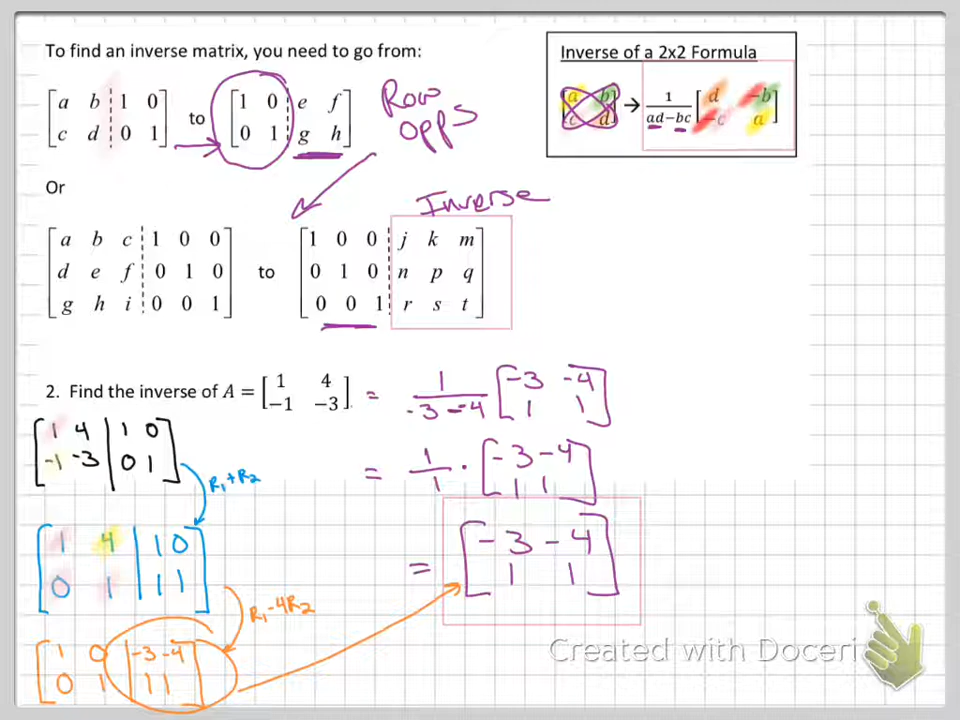 To find an inverse matrix, you need to go from:
Inverse of a 2x2 Formula
[a b ¦ 1 0
c d ¦ 0 1] to [1 0 ¦ e f
0 1 ¦ g h]
Row
opps
[a b
c d] → 1/(ad−bc) [d −b
−c a]
Or
Inverse
[a b c ¦ 1 0 0
d e f ¦ 0 1 0
g h i ¦ 0 0 1] to [1 0 0 ¦ j k m
0 1 0 ¦ n p q
0 0 1 ¦ r s t]
2. Find the inverse of A = [1 4
−1 −3]. = 1/(-3 - -4) [-3 -4
1 1]
[1 4 | 1 0
-1 -3 | 0 1]
R1+R2
= 1/1 · [-3 -4
1 1]
[1 4 | 1 0
0 1 | 1 1]
R1-4R2
= [-3 -4
1 1]
[1 0 | -3 -4
0 1 | 1 1]
Created with Doceri